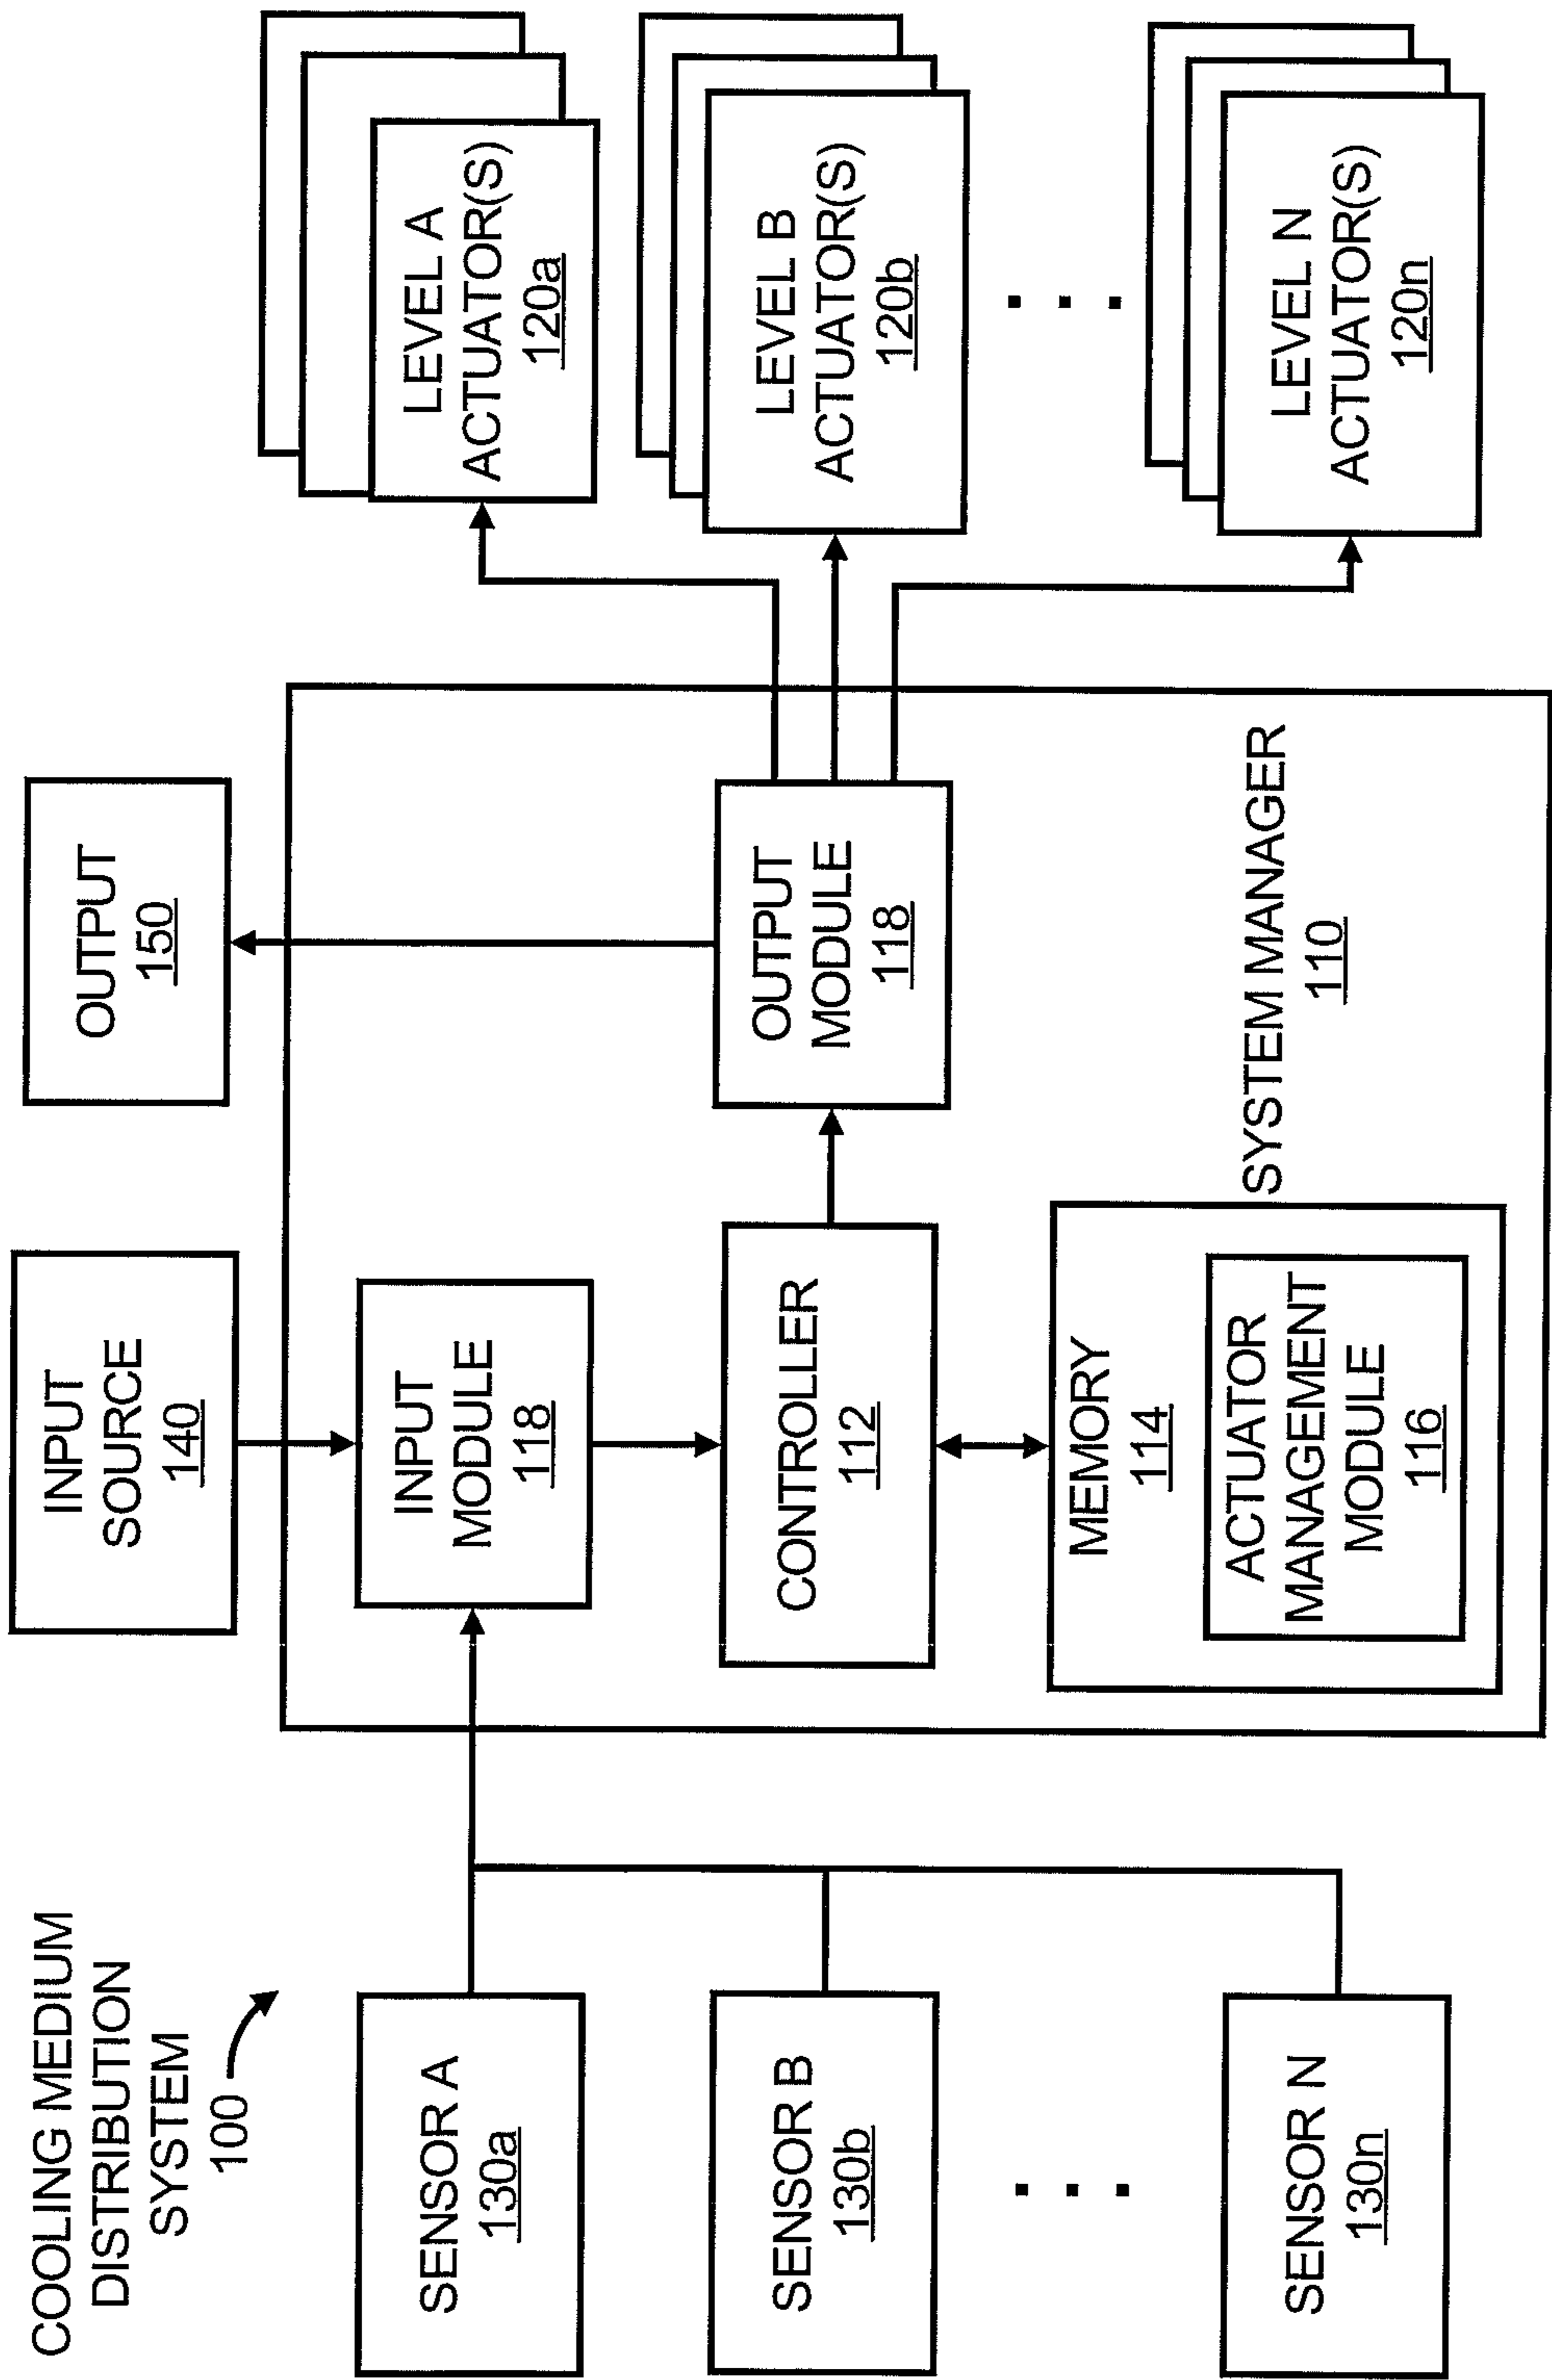 COOLING MEDIUM
DISTRIBUTION
SYSTEM
100
INPUT
SOURCE
140
OUTPUT
150
SENSOR A
130a
SENSOR B
130b
SENSOR N
130n
INPUT
MODULE
118
CONTROLLER
112
MEMORY
114
ACTUATOR
MANAGEMENT
MODULE
116
OUTPUT
MODULE
118
SYSTEM MANAGER
110
LEVEL A
ACTUATOR(S)
120a
LEVEL B
ACTUATOR(S)
120b
LEVEL N
ACTUATOR(S)
120n